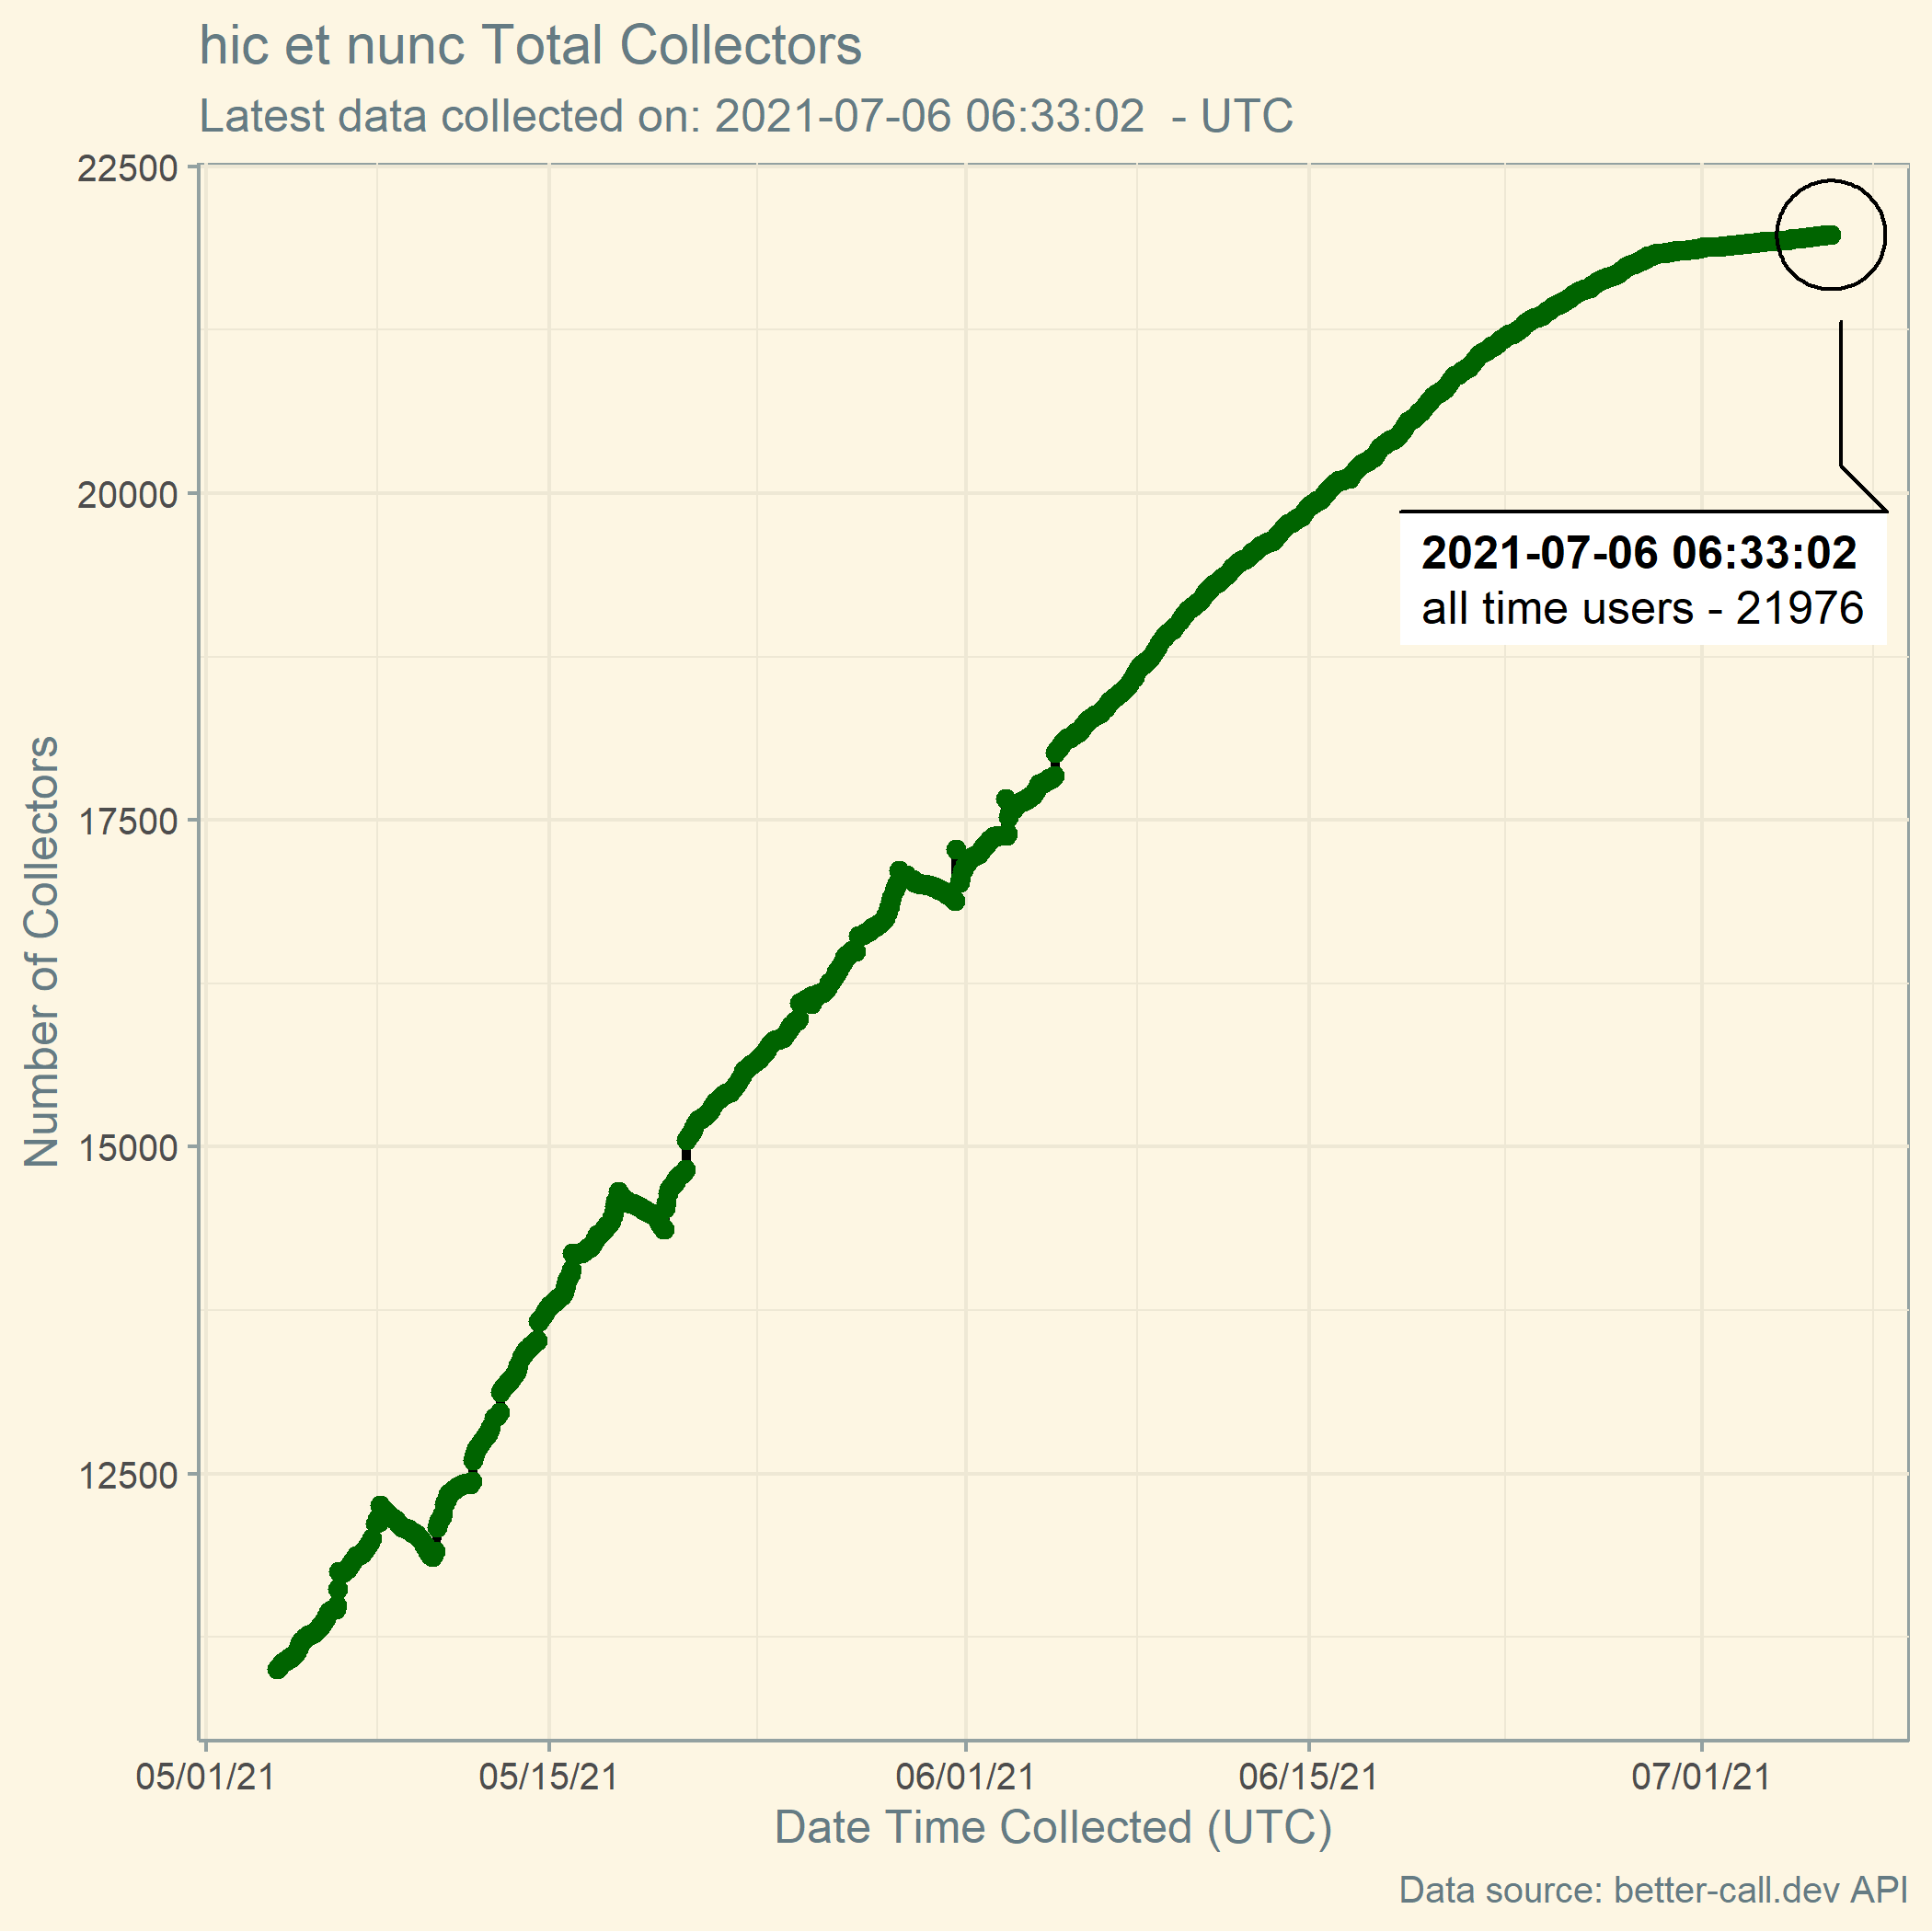 hic et nunc Total Collectors
Latest data collected on: 2021-07-06 06:33:02  - UTC
Number of Collectors
22500
20000
17500
15000
12500
2021-07-06 06:33:02
all time users - 21976
05/01/21 05/15/21 06/01/21 06/15/21 07/01/21
Date Time Collected (UTC)
Data source: better-call.dev API